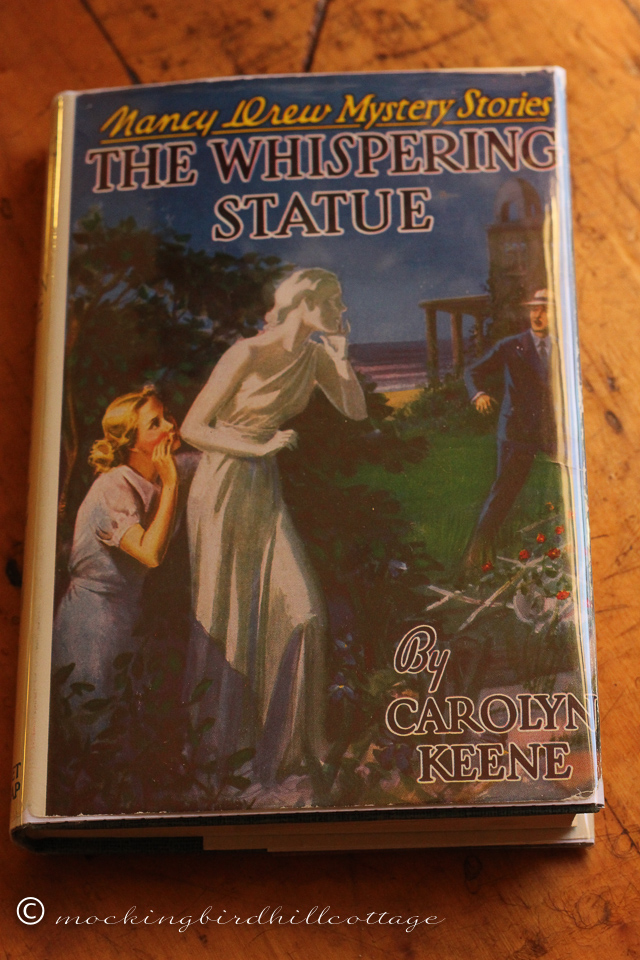 Nancy Drew Mystery Stories
THE WHISPERING
STATUE
By
CAROLYN
KEENE
© mockingbirdhillcottage